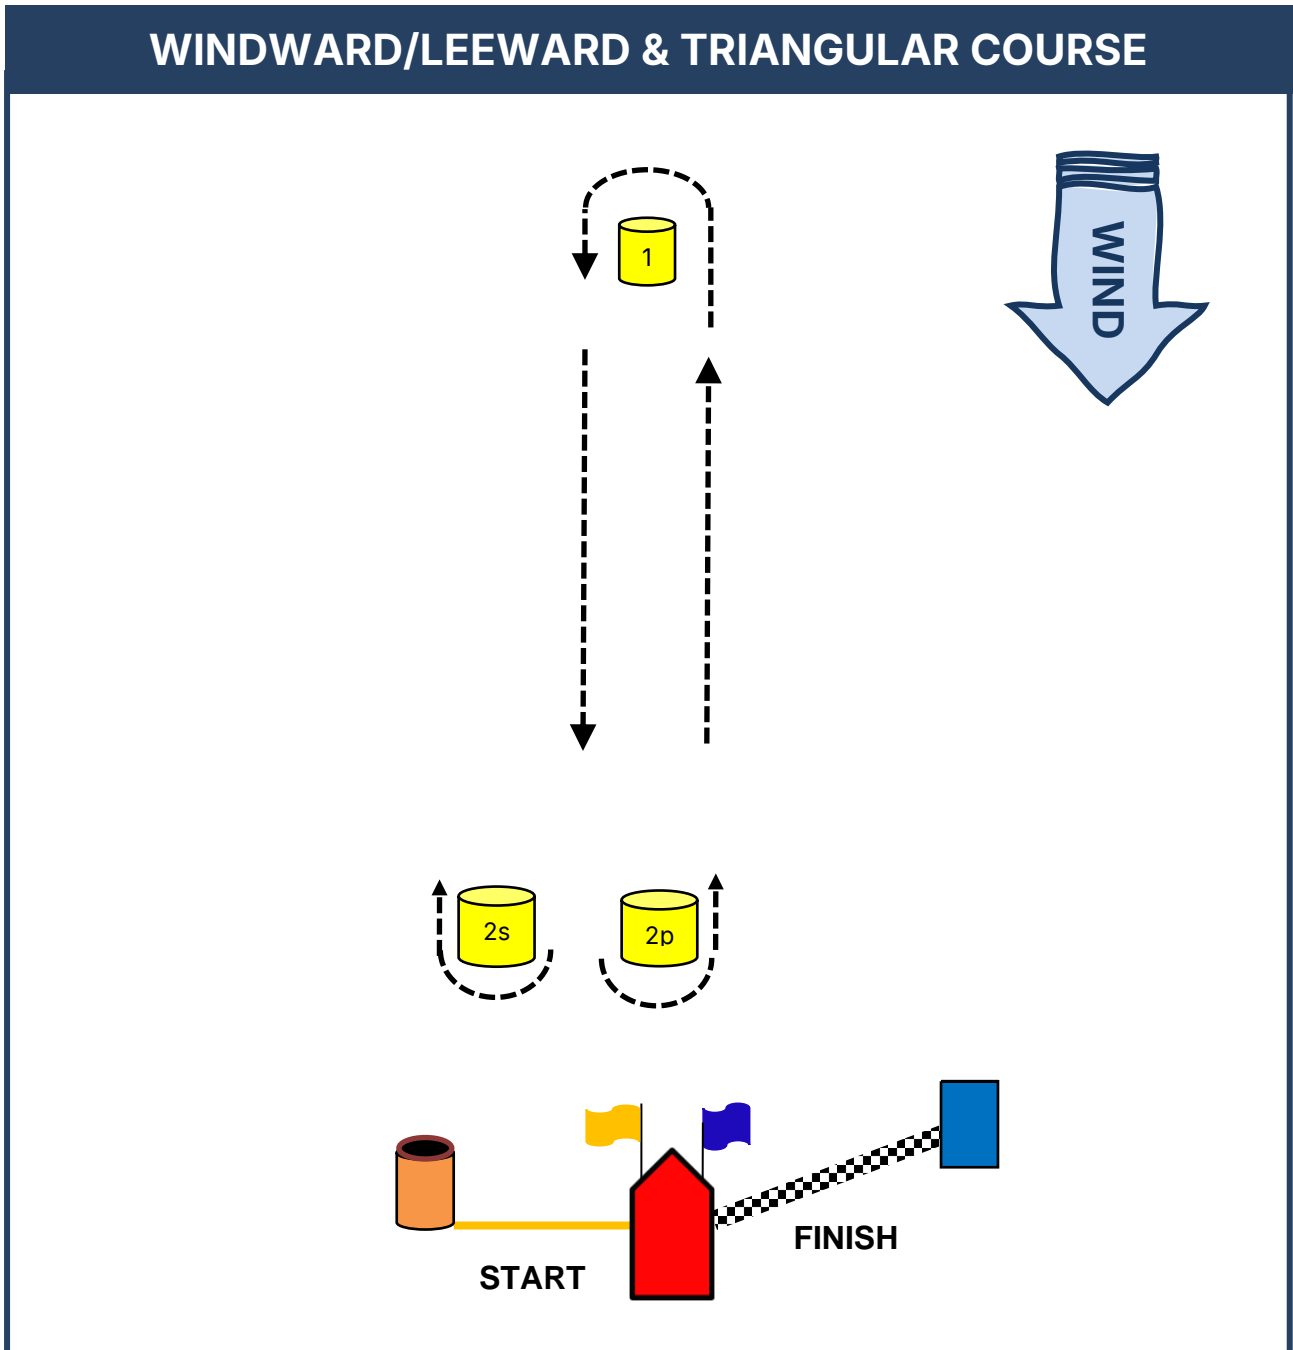 WINDWARD/LEEWARD & TRIANGULAR COURSE
1
WIND
2s
2p
FINISH
START